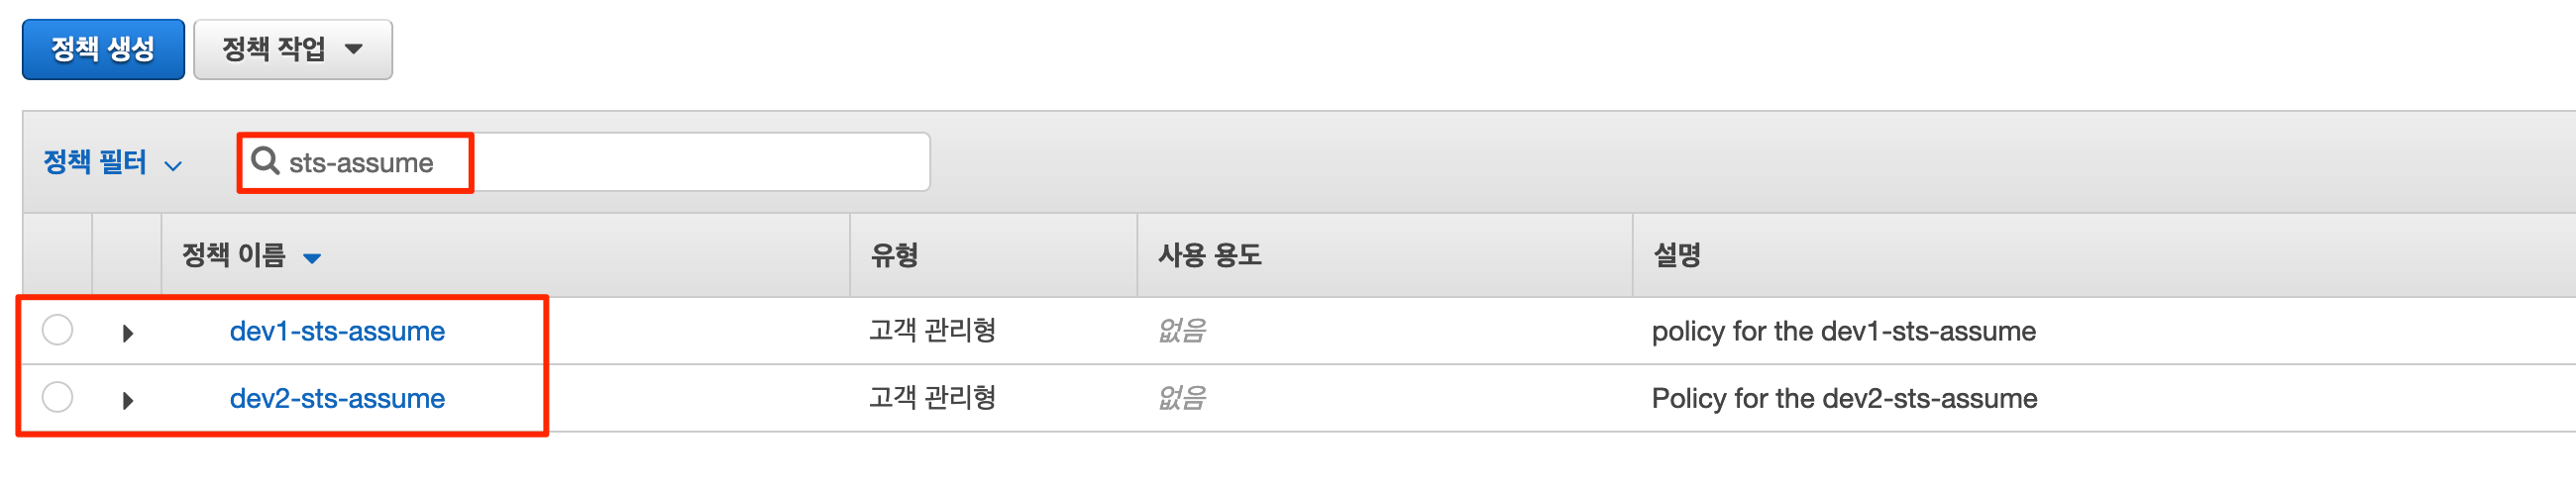 정책 생성 정책 작업
정책 필터 sts-assume
정책 이름 유형 사용 용도 설명
dev1-sts-assume 고객 관리형 없음 policy for the dev1-sts-assume
dev2-sts-assume 고객 관리형 없음 Policy for the dev2-sts-assume